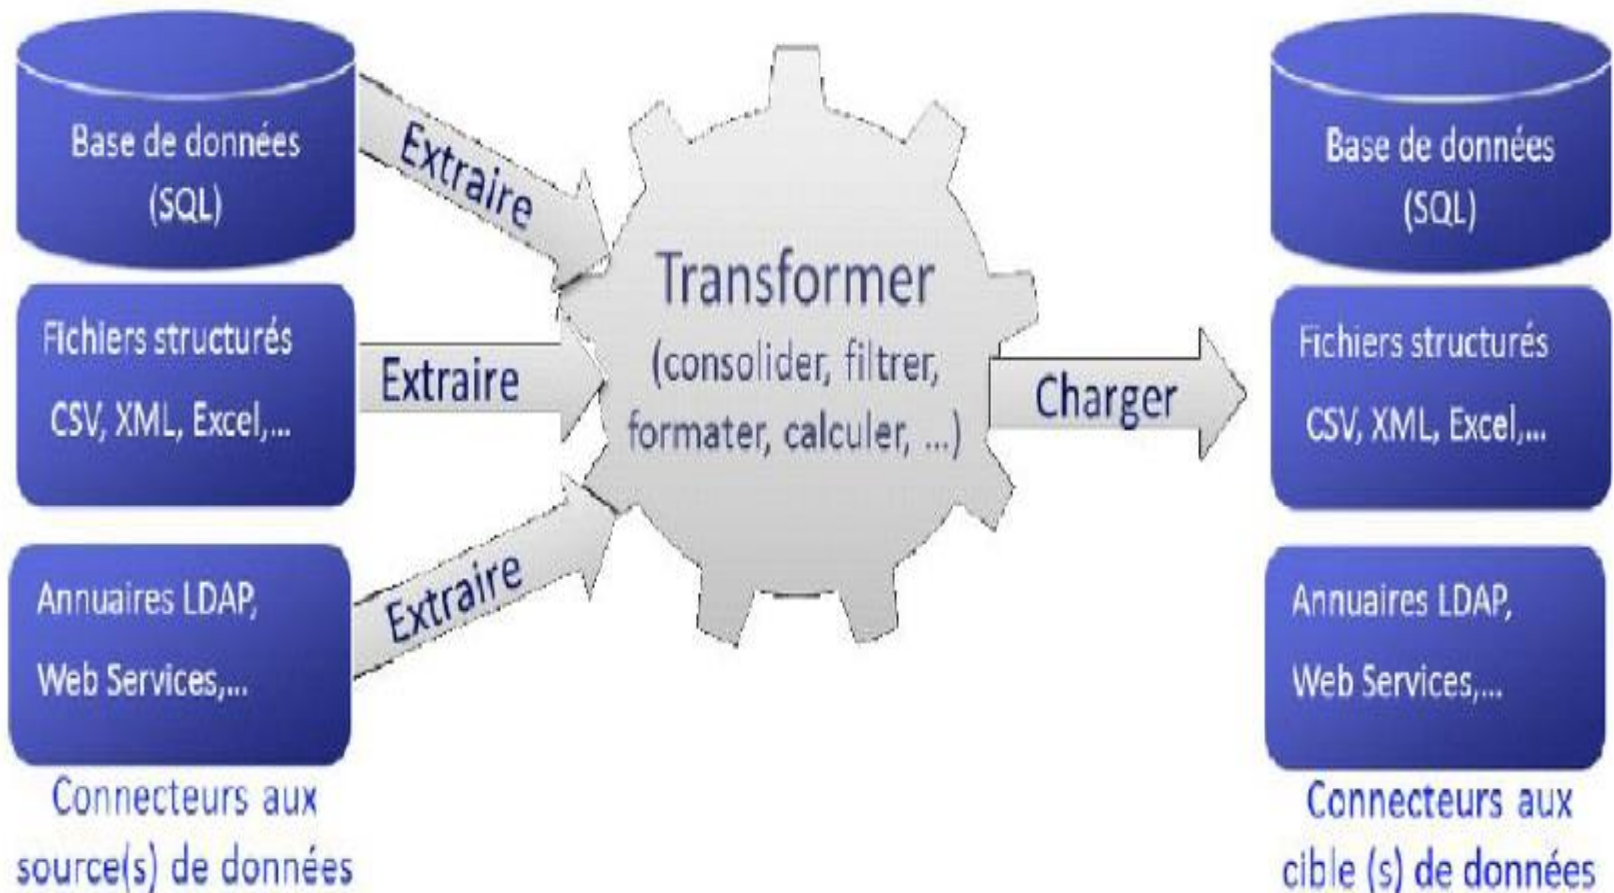 Base de données
(SQL)
Fichiers structurés
CSV, XML, Excel,...
Annuaires LDAP,
Web Services,...
Connecteurs aux
source(s) de données
Extraire
Extraire
Extraire
Transformer
(consolider, filtrer,
formater, calculer, ...)
Charger
Base de données
(SQL)
Fichiers structurés
CSV, XML, Excel,...
Annuaires LDAP,
Web Services,...
Connecteurs aux
cible (s) de données